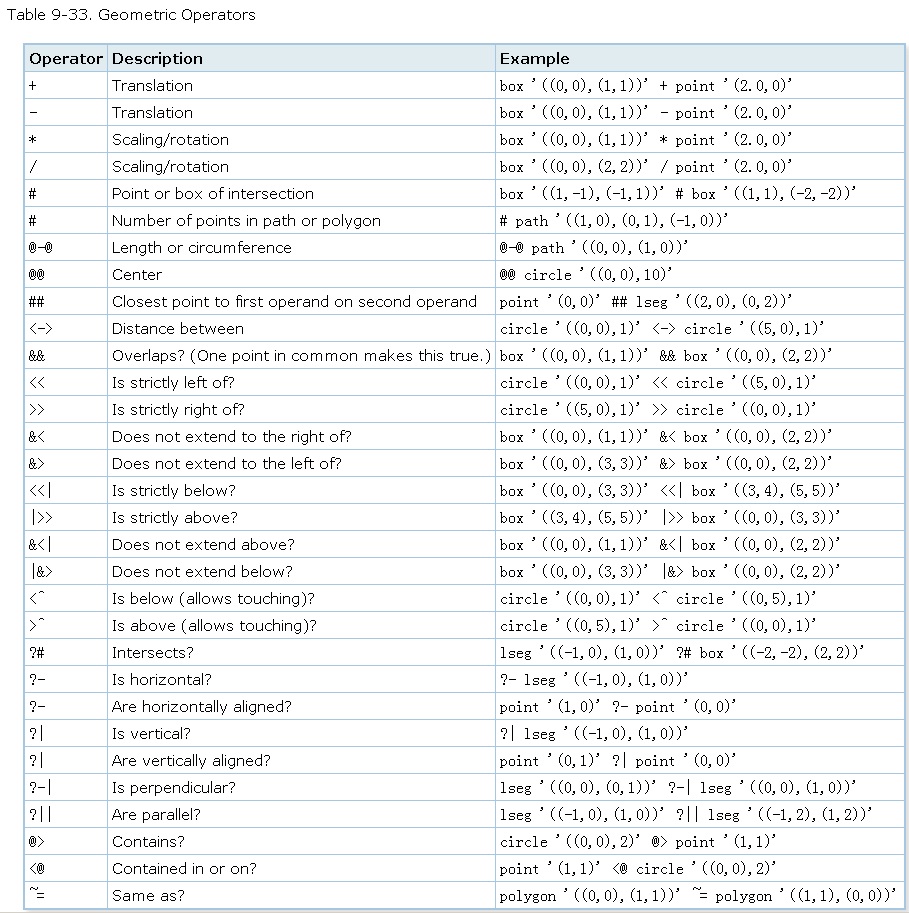 Table 9-33. Geometric Operators
Operator Description Example
+ Translation box '((0,0),(1,1))' + point '(2.0,0)'
- Translation box '((0,0),(1,1))' - point '(2.0,0)'
* Scaling/rotation box '((0,0),(1,1))' * point '(2.0,0)'
/ Scaling/rotation box '((0,0),(2,2))' / point '(2.0,0)'
# Point or box of intersection box '((1,-1),(-1,1))' # box '((1,1),(-2,-2))'
# Number of points in path or polygon # path '((1,0),(0,1),(-1,0))'
@-@ Length or circumference @-@ path '((0,0),(1,0))'
@@ Center @@ circle '((0,0),10)'
## Closest point to first operand on second operand point '(0,0)' ## lseg '((2,0),(0,2))'
<-> Distance between circle '((0,0),1)' <-> circle '((5,0),1)'
&& Overlaps? (One point in common makes this true.) box '((0,0),(1,1))' && box '((0,0),(2,2))'
<< Is strictly left of? circle '((0,0),1)' << circle '((5,0),1)'
>> Is strictly right of? circle '((5,0),1)' >> circle '((0,0),1)'
&< Does not extend to the right of? box '((0,0),(1,1))' &< box '((0,0),(2,2))'
&> Does not extend to the left of? box '((0,0),(3,3))' &> box '((0,0),(2,2))'
<<| Is strictly below? box '((0,0),(3,3))' <<| box '((3,4),(5,5))'
|>> Is strictly above? box '((3,4),(5,5))' |>> box '((0,0),(3,3))'
&<| Does not extend above? box '((0,0),(1,1))' &<| box '((0,0),(2,2))'
|&> Does not extend below? box '((0,0),(3,3))' |&> box '((0,0),(2,2))'
<^ Is below (allows touching)? circle '((0,0),1)' <^ circle '((0,5),1)'
>^ Is above (allows touching)? circle '((0,5),1)' >^ circle '((0,0),1)'
?# Intersects? lseg '((-1,0),(1,0))' ?# box '((-2,-2),(2,2))'
?- Is horizontal? ?- lseg '((-1,0),(1,0))'
?- Are horizontally aligned? point '(1,0)' ?- point '(0,0)'
?| Is vertical? ?| lseg '((-1,0),(1,0))'
?| Are vertically aligned? point '(0,1)' ?| point '(0,0)'
?-| Is perpendicular? lseg '((0,0),(0,1))' ?-| lseg '((0,0),(1,0))'
?|| Are parallel? lseg '((-1,0),(1,0))' ?|| lseg '((-1,2),(1,2))'
@> Contains? circle '((0,0),2)' @> point '(1,1)'
<@ Contained in or on? point '(1,1)' <@ circle '((0,0),2)'
~= Same as? polygon '((0,0),(1,1))' ~= polygon '((1,1),(0,0))'